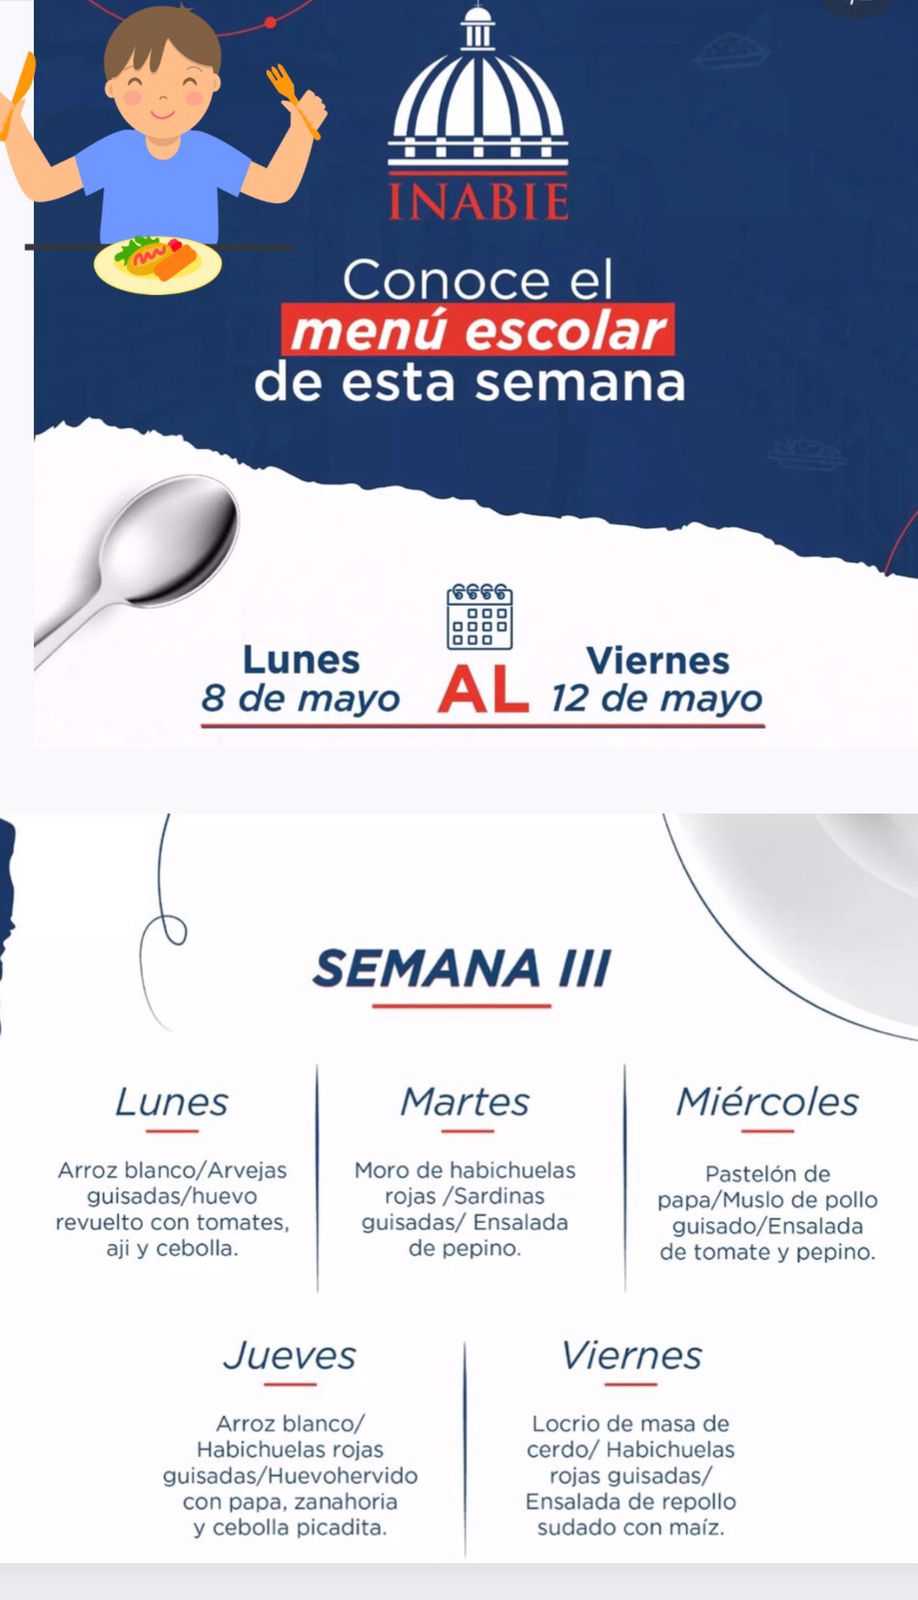 INABIE
Conoce el
menú escolar
de esta semana
Lunes
8 de mayo
AL
Viernes
12 de mayo
SEMANA III
Lunes
Arroz blanco/Arvejas
guisadas/huevo
revuelto con tomates,
aji y cebolla.
Martes
Moro de habichuelas
rojas /Sardinas
guisadas/ Ensalada
de pepino.
Miércoles
Pastelón de
papa/Muslo de pollo
guisado/Ensalada
de tomate y pepino.
Jueves
Arroz blanco/
Habichuelas rojas
guisadas/Huevohervido
con papa, zanahoria
y cebolla picadita.
Viernes
Locrio de masa de
cerdo/ Habichuelas
rojas guisadas/
Ensalada de repollo
sudado con maíz.